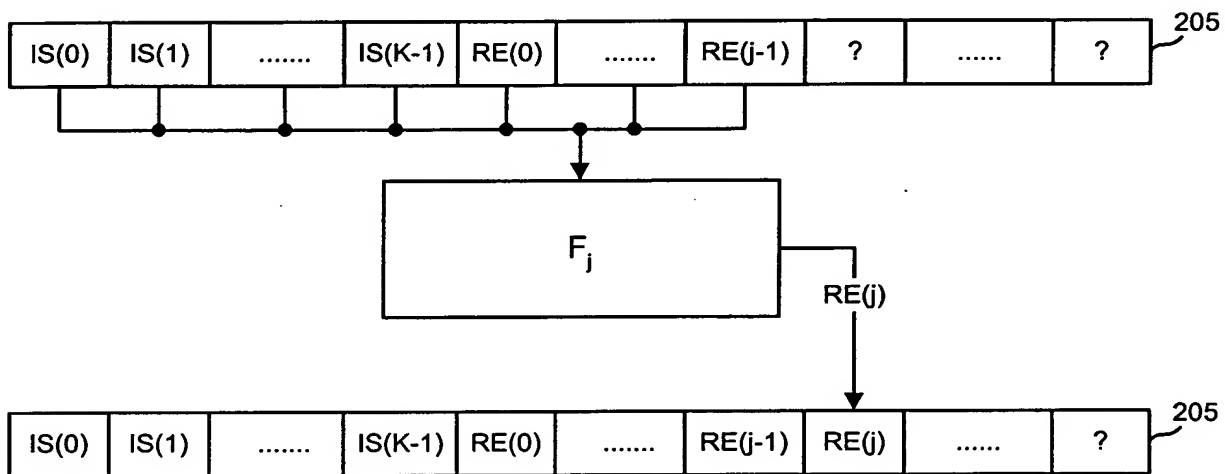 205
IS(0) IS(1) ....... IS(K-1) RE(0) ....... RE(j-1) ? ...... ?
Fj
RE(j)
205
IS(0) IS(1) ....... IS(K-1) RE(0) ....... RE(j-1) RE(j) ...... ?